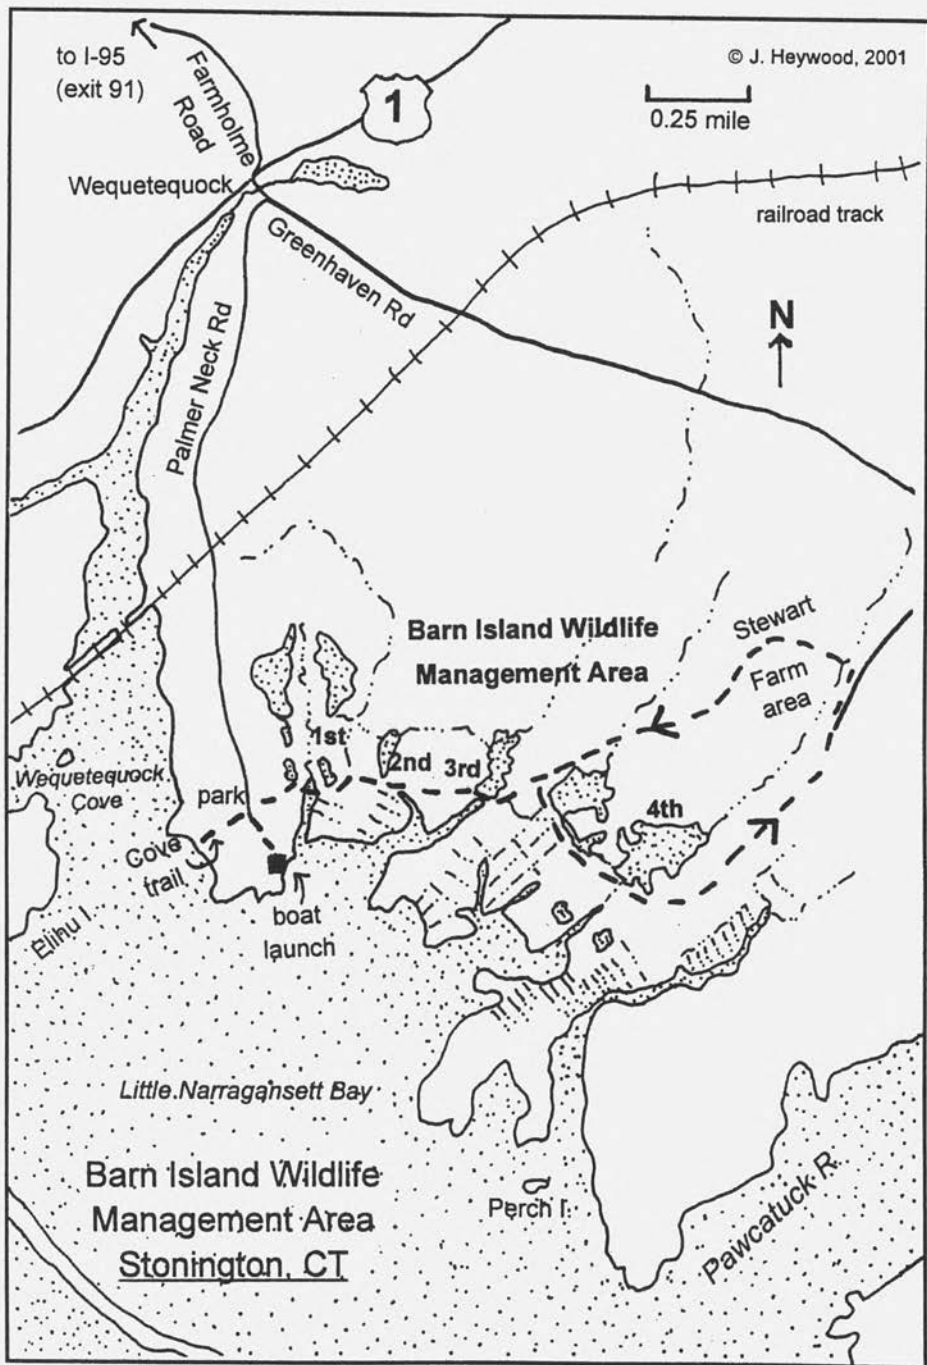 to I-95
(exit 91)
Farmholme
Road
1
© J. Heywood, 2001
0.25 mile
Wequetequock
railroad track
Greenhaven Rd
Palmer Neck Rd
N
Barn Island Wildlife
Management Area
Stewart
Farm
area
1st
2nd
3rd
4th
Wequetequock
Cove
park
Cove
trail
boat
launch
Elihu I.
Little Narragansett Bay
Barn Island Wildlife
Management Area
Stonington, CT
Perch I.
Pawcatuck R.